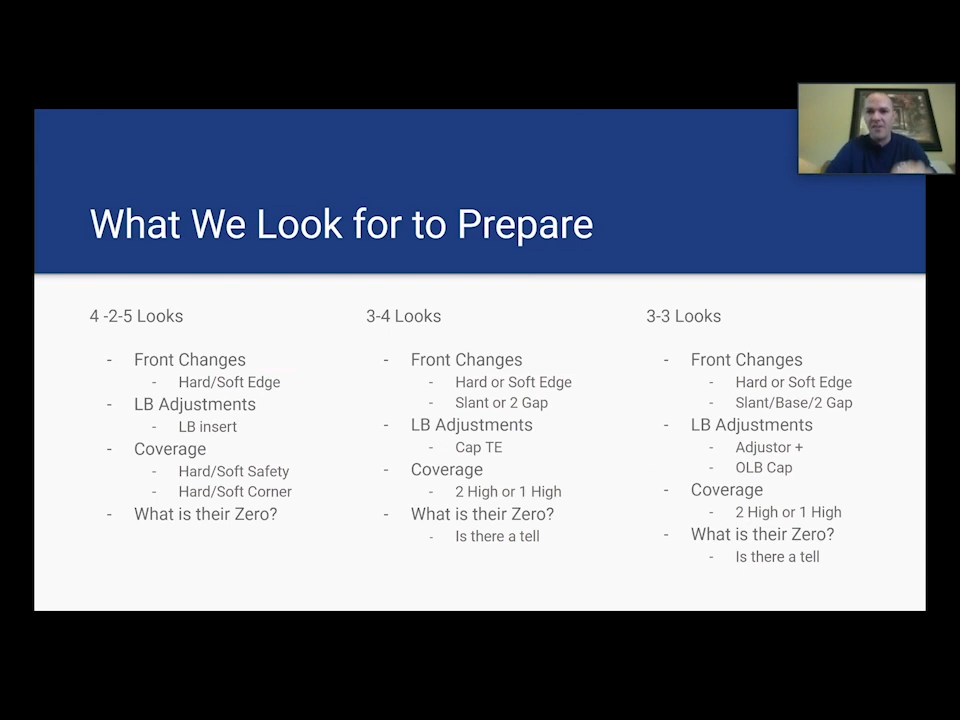 What We Look for to Prepare
4 -2-5 Looks
- Front Changes
- Hard/Soft Edge
- LB Adjustments
- LB insert
- Coverage
- Hard/Soft Safety
- Hard/Soft Corner
- What is their Zero?
3-4 Looks
- Front Changes
- Hard or Soft Edge
- Slant or 2 Gap
- LB Adjustments
- Cap TE
- Coverage
- 2 High or 1 High
- What is their Zero?
- Is there a tell
3-3 Looks
- Front Changes
- Hard or Soft Edge
- Slant/Base/2 Gap
- LB Adjustments
- Adjustor +
- OLB Cap
- Coverage
- 2 High or 1 High
- What is their Zero?
- Is there a tell